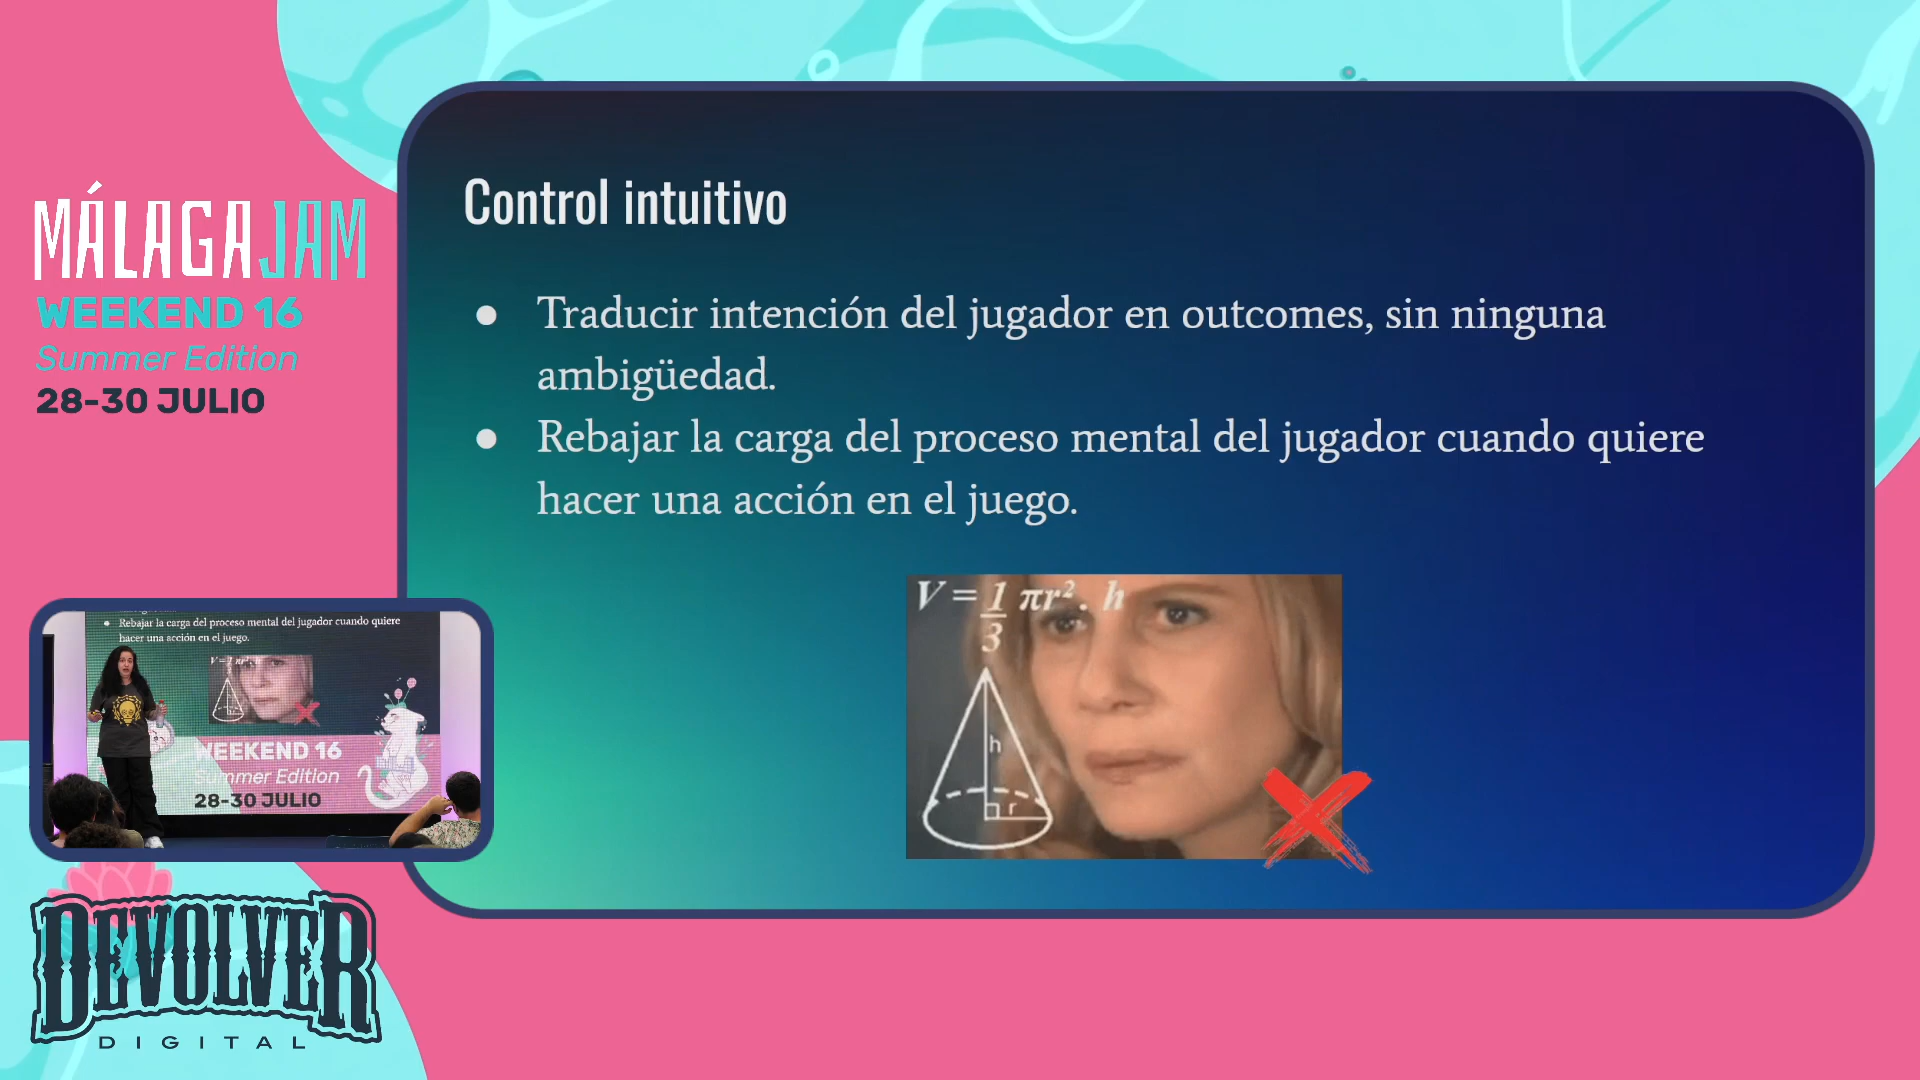 MÁLAGAJAM
WEEKEND 16
Summer Edition
28-30 JULIO
Control intuitivo
● Traducir intención del jugador en outcomes, sin ninguna
ambigüedad.
● Rebajar la carga del proceso mental del jugador cuando quiere
hacer una acción en el juego.
V = 1/3 πr². h
h
r
● Rebajar la carga del proceso mental del jugador cuando quiere
hacer una acción en el juego.
WEEKEND 16
Summer Edition
28-30 JULIO
DEVOLVER
DIGITAL